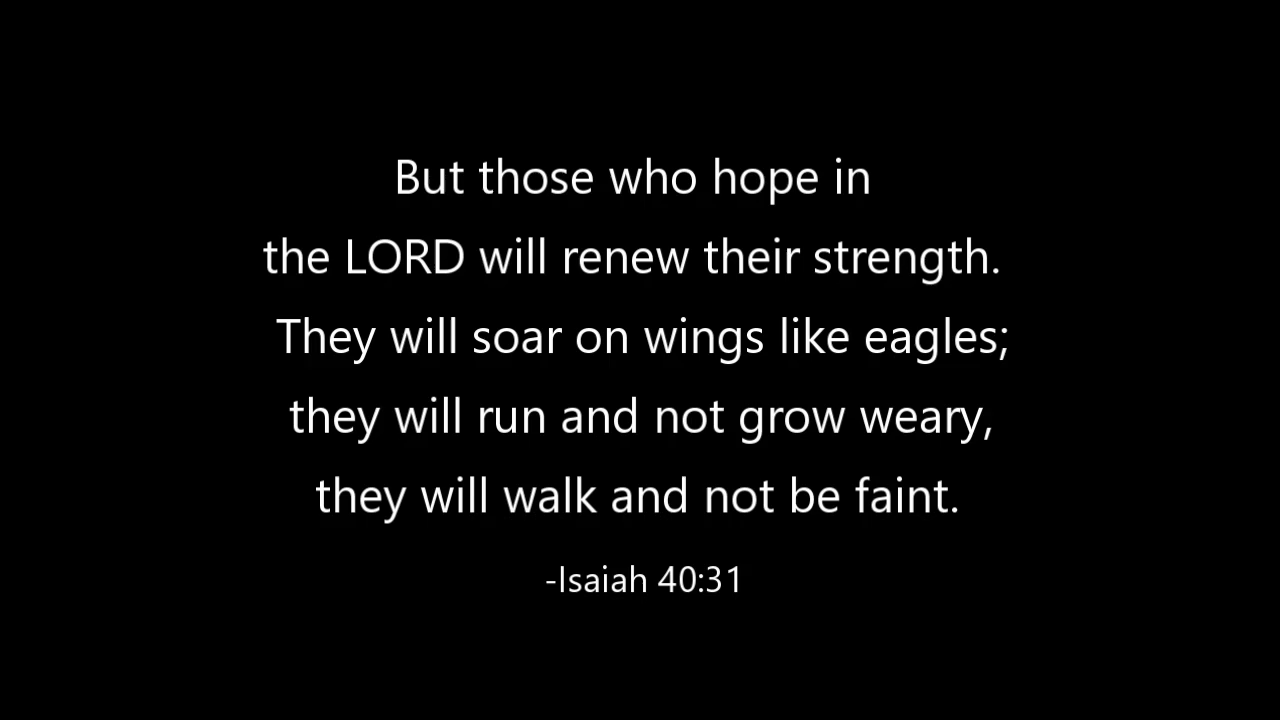 But those who hope in
the LORD will renew their strength.
They will soar on wings like eagles;
they will run and not grow weary,
they will walk and not be faint.
-Isaiah 40:31